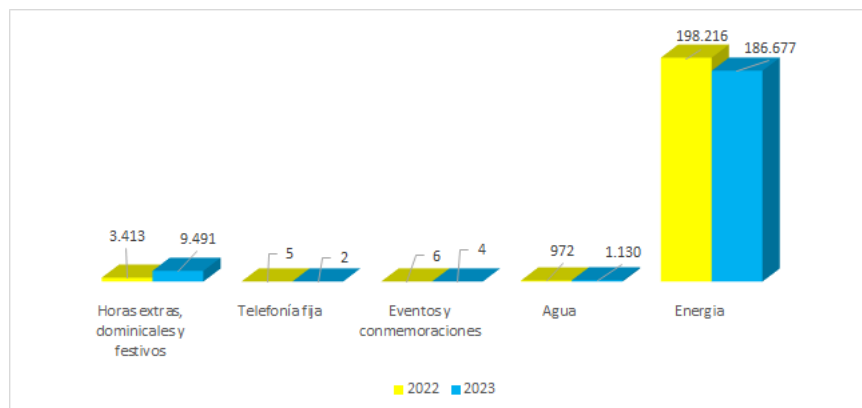 198.216
186.677
3.413
9.491
5
2
6
4
972
1.130
Horas extras,
dominicales y
festivos
Telefonía fija
Eventos y
conmemoraciones
Agua
Energia
2022
2023